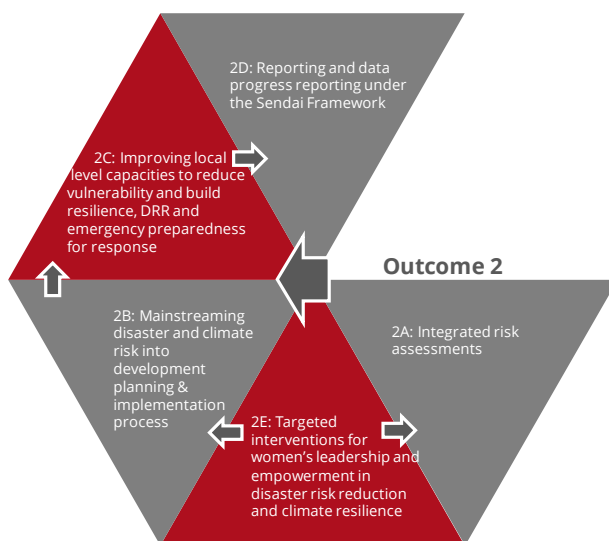 2D: Reporting and data
progress reporting under
the Sendai Framework
2C: Improving local
level capacities to reduce
vulnerability and build
resilience, DRR and
emergency preparedness
for response
Outcome 2
2B: Mainstreaming
disaster and climate
risk into
development
planning &
implementation
process
2A: Integrated risk
assessments
2E: Targeted
interventions for
women’s leadership and
empowerment in
disaster risk reduction
and climate resilience